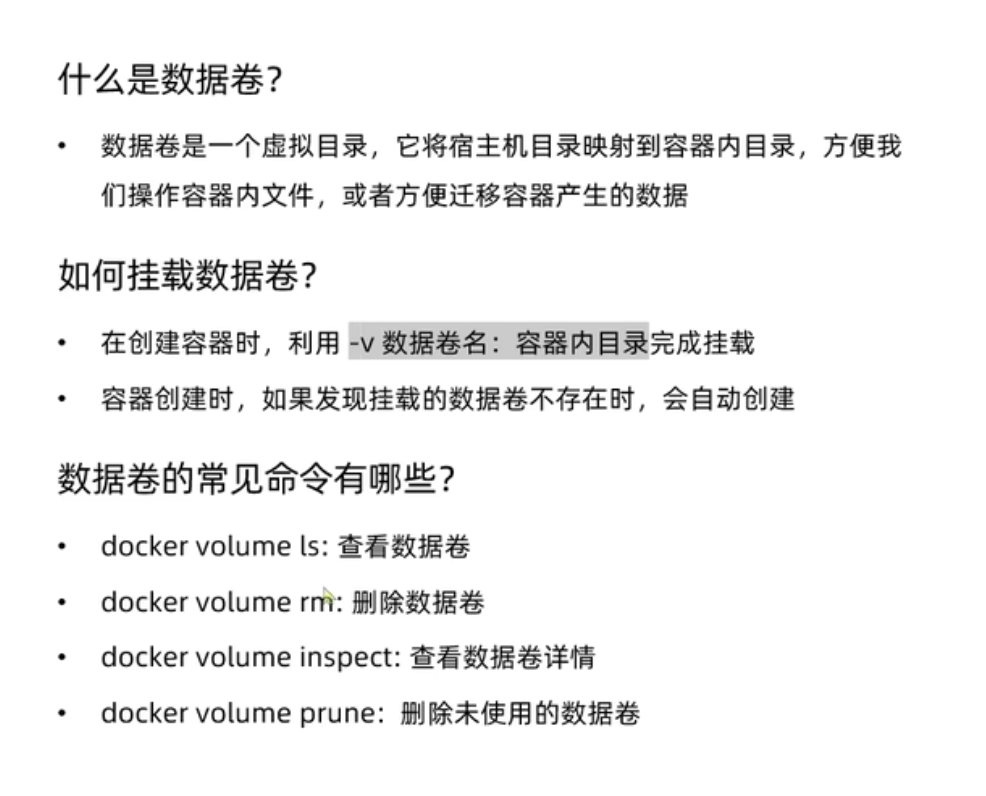 什么是数据卷？
• 数据卷是一个虚拟目录，它将宿主机目录映射到容器内目录，方便我
们操作容器内文件，或者方便迁移容器产生的数据
如何挂载数据卷？
• 在创建容器时，利用 -v 数据卷名：容器内目录完成挂载
• 容器创建时，如果发现挂载的数据卷不存在时，会自动创建
数据卷的常见命令有哪些？
• docker volume ls: 查看数据卷
• docker volume rm: 删除数据卷
• docker volume inspect: 查看数据卷详情
• docker volume prune：删除未使用的数据卷